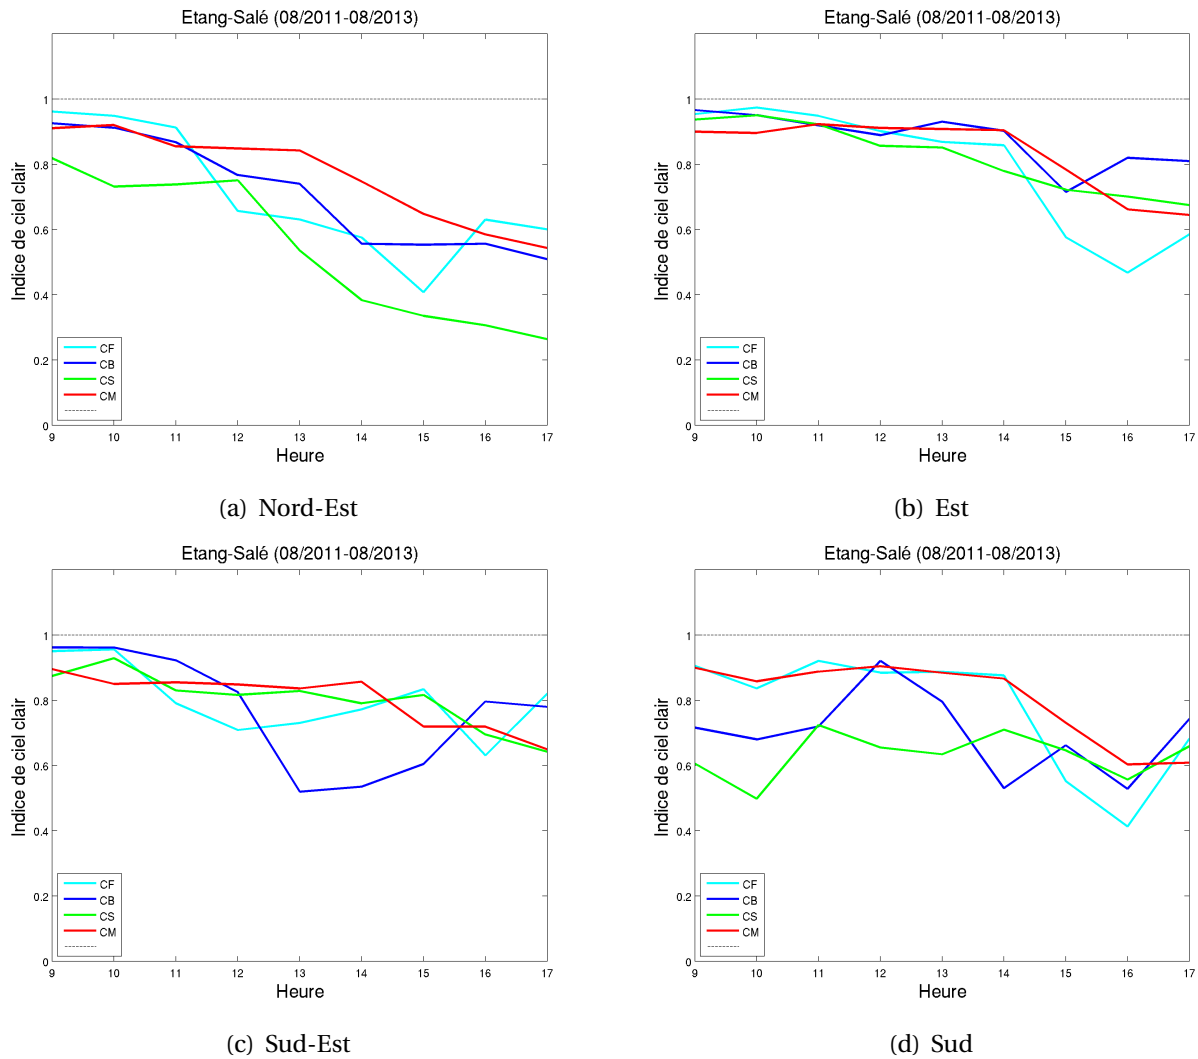 Etang-Salé (08/2011-08/2013)
Indice de ciel clair
1
0.8
0.6
0.4
0.2
0
CF
CB
CS
CM
9 10 11 12 13 14 15 16 17
Heure
(a) Nord-Est
Etang-Salé (08/2011-08/2013)
Indice de ciel clair
1
0.8
0.6
0.4
0.2
0
CF
CB
CS
CM
9 10 11 12 13 14 15 16 17
Heure
(b) Est
Etang-Salé (08/2011-08/2013)
Indice de ciel clair
1
0.8
0.6
0.4
0.2
0
CF
CB
CS
CM
9 10 11 12 13 14 15 16 17
Heure
(c) Sud-Est
Etang-Salé (08/2011-08/2013)
Indice de ciel clair
1
0.8
0.6
0.4
0.2
0
CF
CB
CS
CM
9 10 11 12 13 14 15 16 17
Heure
(d) Sud